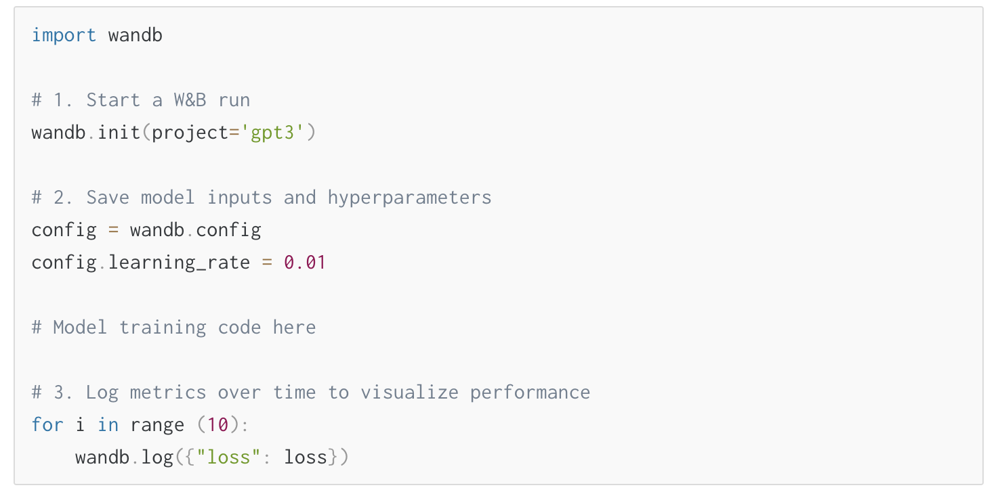 import wandb
# 1. Start a W&B run
wandb.init(project='gpt3')
# 2. Save model inputs and hyperparameters
config = wandb.config
config.learning_rate = 0.01
# Model training code here
# 3. Log metrics over time to visualize performance
for i in range (10):
    wandb.log({"loss": loss})